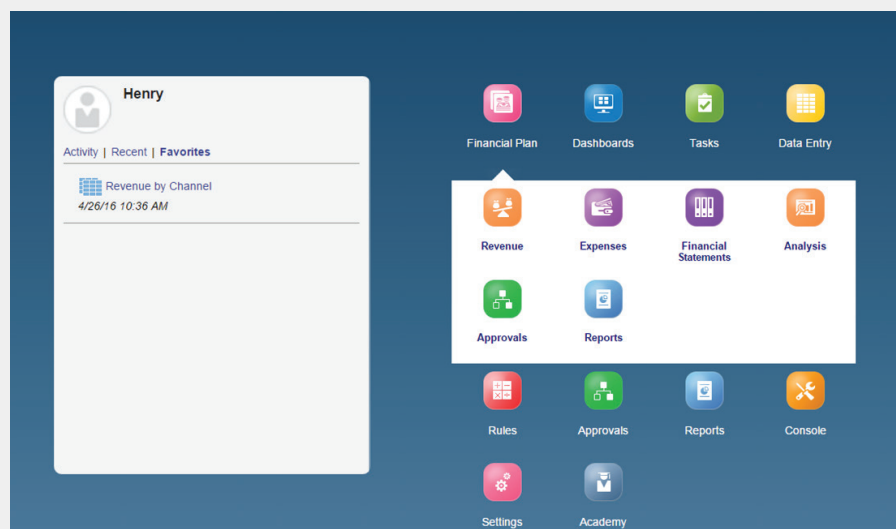 Henry
Activity | Recent | Favorites
Revenue by Channel
4/26/16 10:36 AM
Financial Plan
Dashboards
Tasks
Data Entry
Revenue
Expenses
Financial
Statements
Analysis
Approvals
Reports
Rules
Approvals
Reports
Console
Settings
Academy